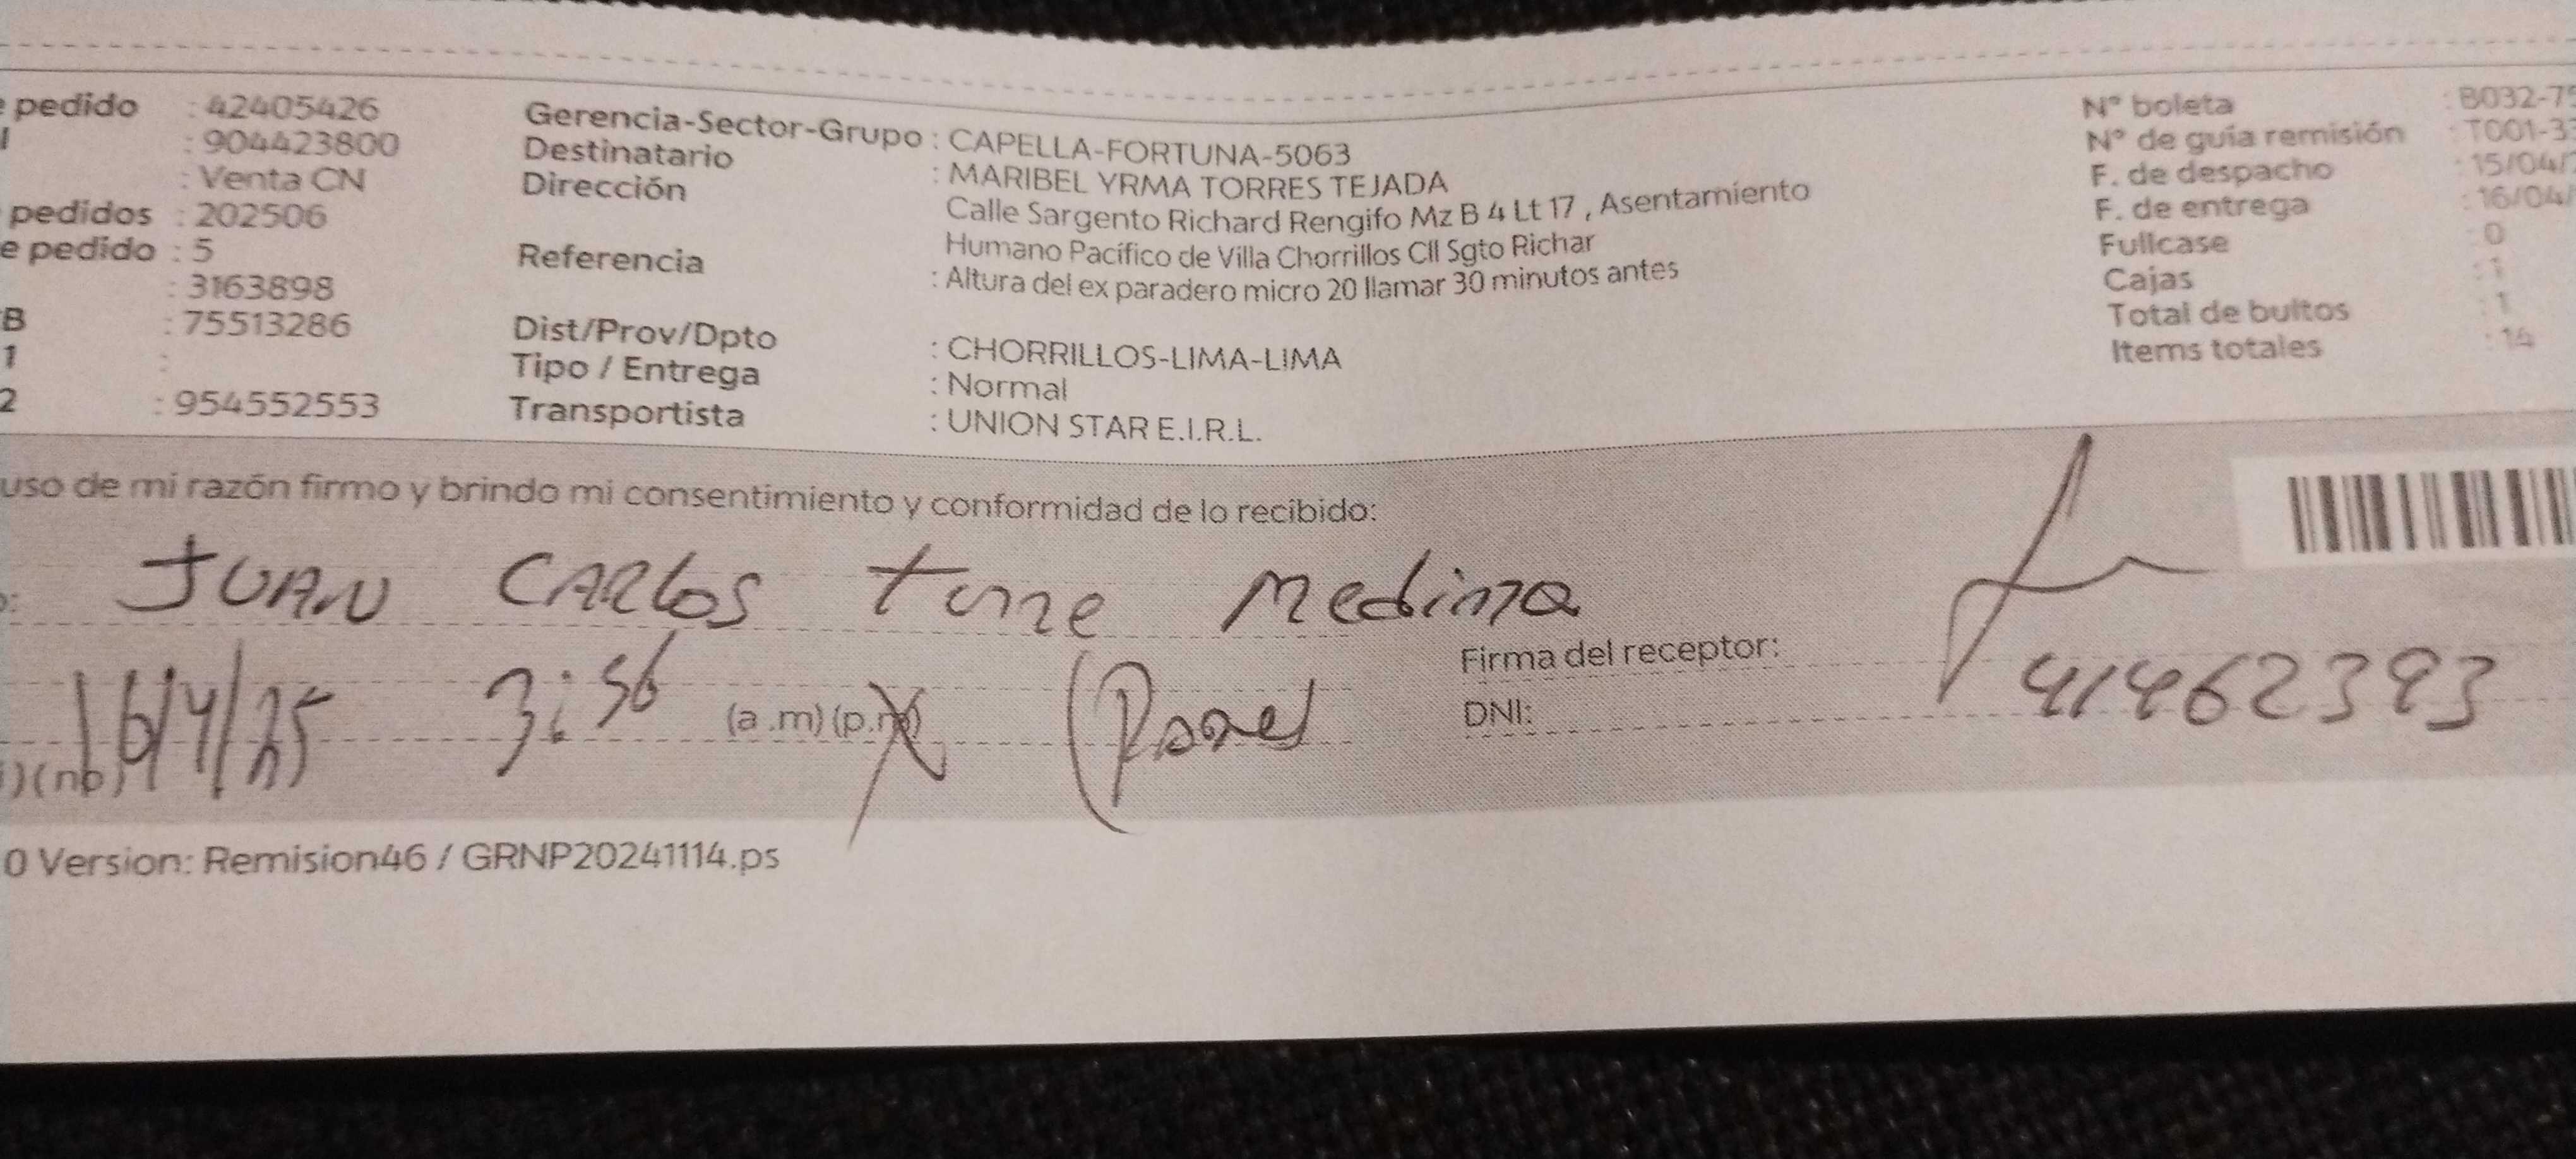 e pedido : 42405426
l : 904423800
: Venta CN
pedidos : 202506
e pedido : 5
: 3163898
B : 75513286
1 :
2 : 954552553
Gerencia-Sector-Grupo : CAPELLA-FORTUNA-5063
Destinatario : MARIBEL YRMA TORRES TEJADA
Dirección Calle Sargento Richard Rengifo Mz B 4 Lt 17 , Asentamiento
Humano Pacífico de Villa Chorrillos Cll Sgto Richar
Referencia : Altura del ex paradero micro 20 llamar 30 minutos antes
Dist/Prov/Dpto : CHORRILLOS-LIMA-LIMA
Tipo / Entrega : Normal
Transportista : UNION STAR E.I.R.L.
N° boleta : B032-75
N° de guía remisión : T001-33
F. de despacho : 15/04/2
F. de entrega : 16/04/
Fullcase 0
Cajas : 1
Total de bultos : 1
Items totales : 14
uso de mi razón firmo y brindo mi consentimiento y conformidad de lo recibido:
o: JUAN CARlos Medina
16/4/25 3:56 (a .m) (p.m)
Firma del receptor:
DNI: 41462393
i) (nb)
0 Version: Remision46 / GRNP20241114.ps